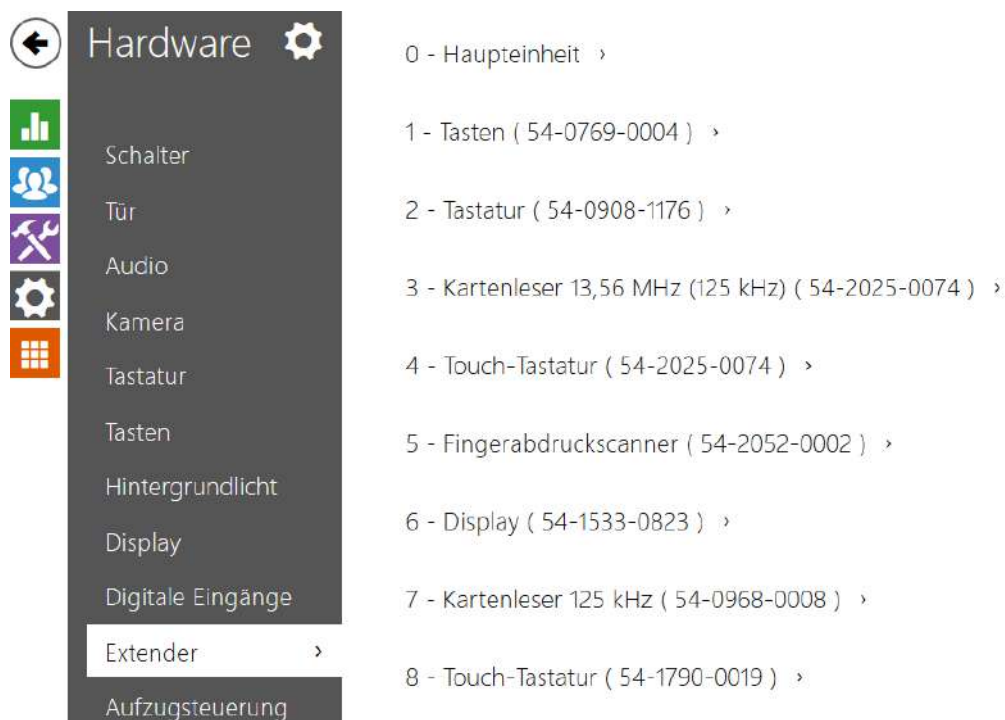 Hardware
Schalter
Tür
Audio
Kamera
Tastatur
Tasten
Hintergrundlicht
Display
Digitale Eingänge
Extender ›
Aufzugsteuerung
0 - Haupteinheit ›
1 - Tasten ( 54-0769-0004 ) ›
2 - Tastatur ( 54-0908-1176 ) ›
3 - Kartenleser 13,56 MHz (125 kHz) ( 54-2025-0074 ) ›
4 - Touch-Tastatur ( 54-2025-0074 ) ›
5 - Fingerabdruckscanner ( 54-2052-0002 ) ›
6 - Display ( 54-1533-0823 ) ›
7 - Kartenleser 125 kHz ( 54-0968-0008 ) ›
8 - Touch-Tastatur ( 54-1790-0019 ) ›